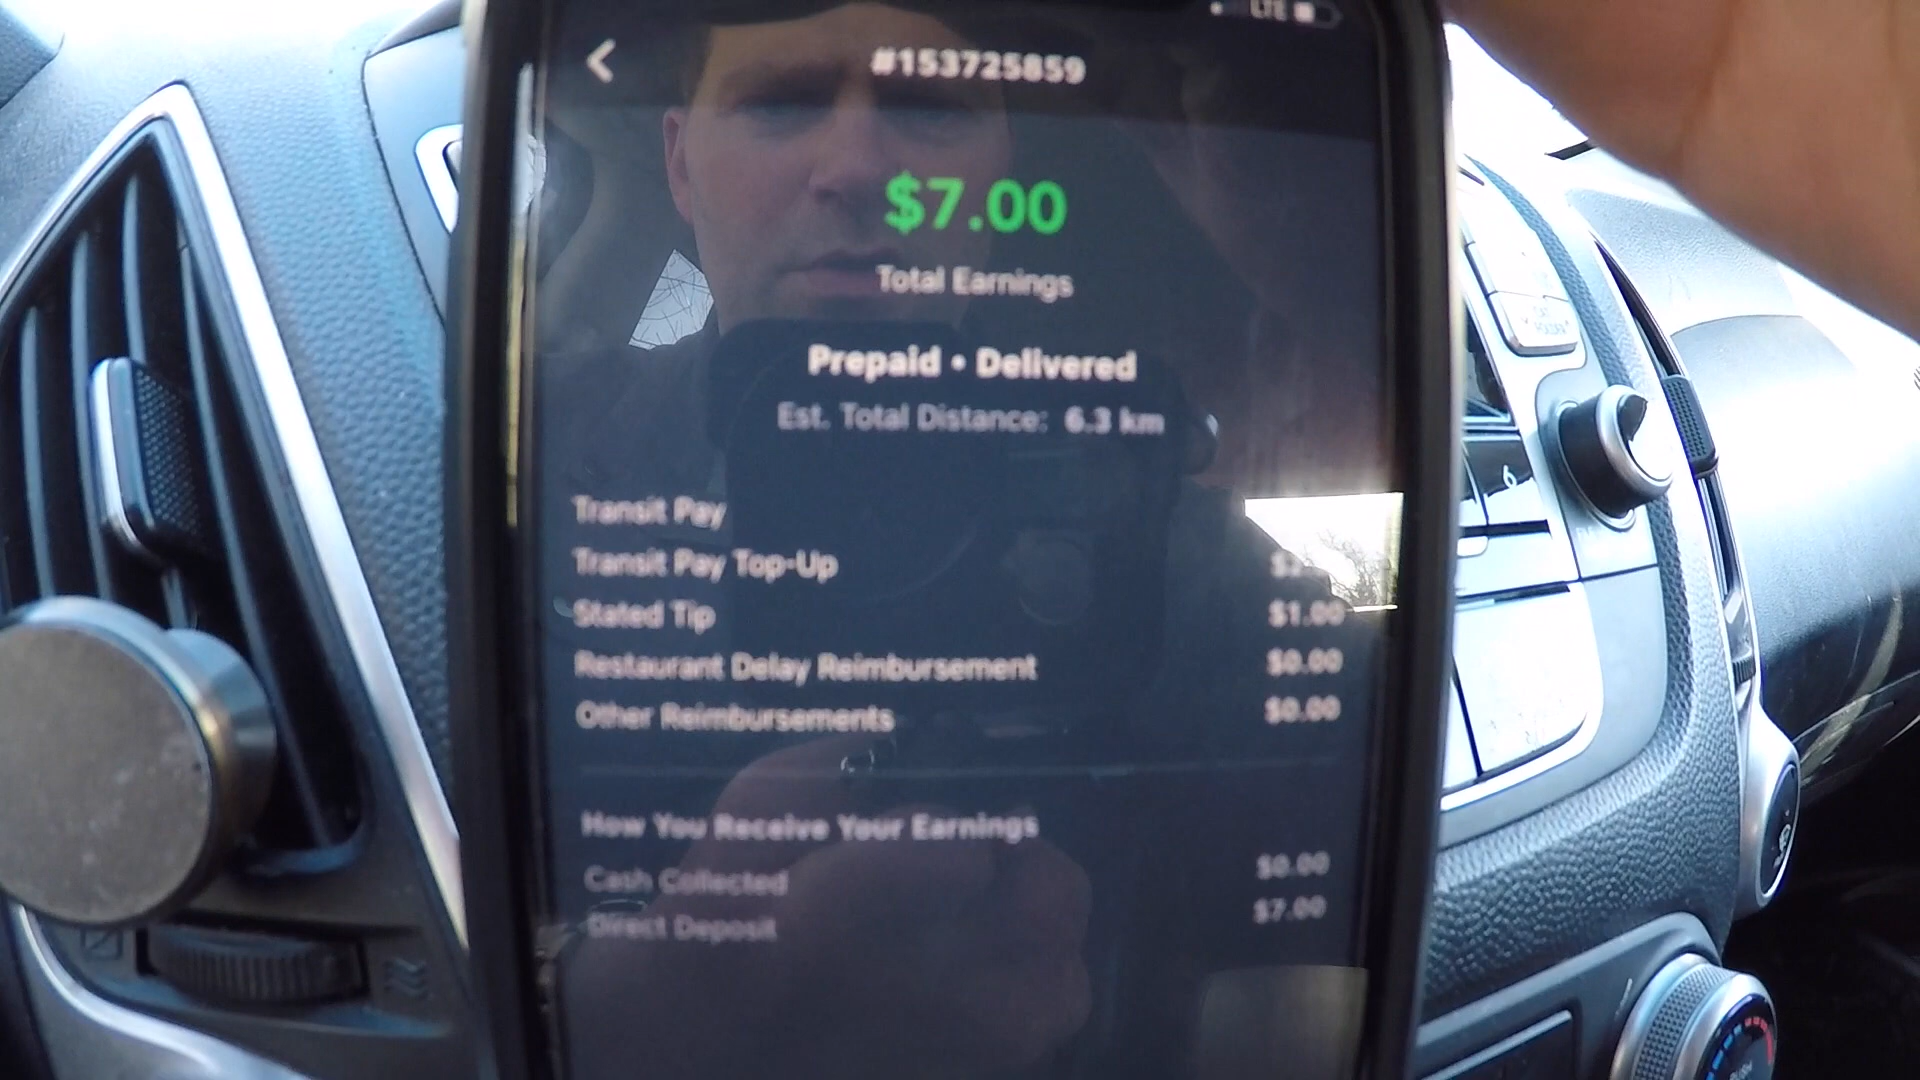 LTE
#153725859
$7.00
Total Earnings
Prepaid • Delivered
Est. Total Distance: 6.3 km
Transit Pay
Transit Pay Top-Up
Stated Tip $1.00
Restaurant Delay Reimbursement $0.00
Other Reimbursements $0.00
How You Receive Your Earnings
Cash Collected $0.00
Direct Deposit $7.00
PUSH